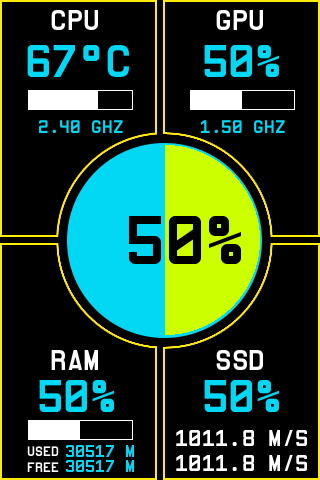 CPU
67°C
2.40 GHZ
GPU
50%
1.50 GHZ
50%
RAM
50%
USED 30517 M
FREE 30517 M
SSD
50%
1011.8 M/S
1011.8 M/S